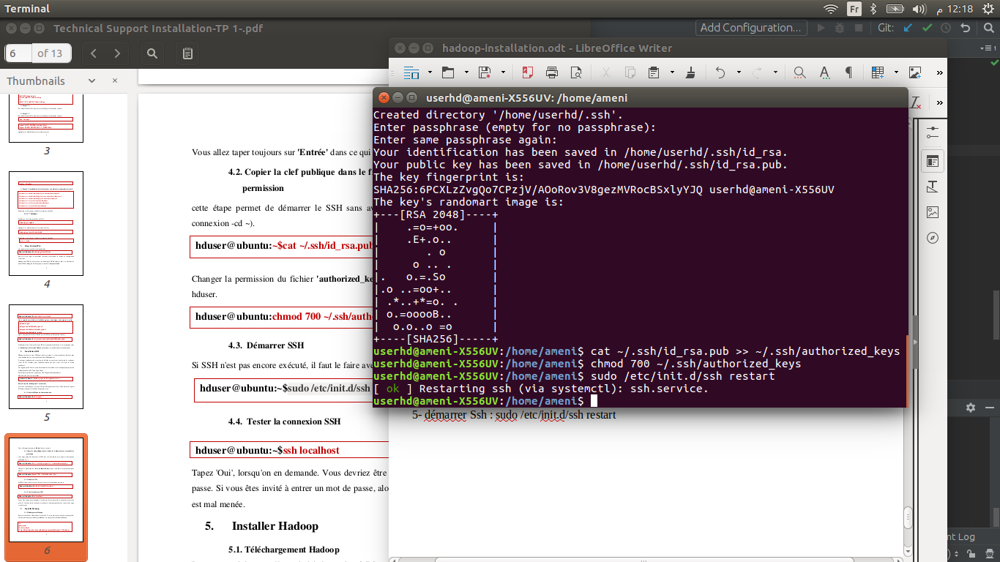 Terminal
Fr
12:18 م
Technical Support Installation-TP 1-.pdf
Add Configuration...
Git:
6 of 13
hadoop-installation.odt - LibreOffice Writer
Thumbnails
3
4
5
6
Vous allez taper toujours sur 'Entrée' dans ce qui
4.2. Copier la clef publique dans le f
permission
cette étape permet de démarrer le SSH sans av
connexion -cd ~).
hduser@ubuntu:~$cat ~/.ssh/id_rsa.pub
Changer la permission du fichier 'authorized_ke
hduser.
hduser@ubuntu:chmod 700 ~/.ssh/autho
4.3. Démarrer SSH
Si SSH n'est pas encore exécuté, il faut le faire ave
hduser@ubuntu:~$sudo /etc/init.d/ssh
4.4. Tester la connexion SSH
hduser@ubuntu:~$ssh localhost
Tapez 'Oui', lorsqu'on en demande. Vous devriez être
passe. Si vous êtes invité à entrer un mot de passe, alo
est mal menée.
5. Installer Hadoop
5.1. Téléchargement Hadoop
userhd@ameni-X556UV: /home/ameni
Created directory '/home/userhd/.ssh'.
Enter passphrase (empty for no passphrase):
Enter same passphrase again:
Your identification has been saved in /home/userhd/.ssh/id_rsa.
Your public key has been saved in /home/userhd/.ssh/id_rsa.pub.
The key fingerprint is:
SHA256:6PCXLzZvgQo7CPzjV/AOoRov3V8gezMVRocBSxlyYJQ userhd@ameni-X556UV
The key's randomart image is:
+---[RSA 2048]----+
|    .=o=+oo.     |
|    .E+.o..      |
|       . o       |
|     o .. .      |
|.   o.=.So       |
|.o ..=oo+..      |
| .*..+*=o. .     |
| o.=ooooB..      |
|  o.o..o =o      |
+----[SHA256]-----+
userhd@ameni-X556UV:/home/ameni$ cat ~/.ssh/id_rsa.pub >> ~/.ssh/authorized_keys
userhd@ameni-X556UV:/home/ameni$ chmod 700 ~/.ssh/authorized_keys
userhd@ameni-X556UV:/home/ameni$ sudo /etc/init.d/ssh restart
[ ok ] Restarting ssh (via systemctl): ssh.service.
userhd@ameni-X556UV:/home/ameni$
5- démarrer Ssh : sudo /etc/init.d/ssh restart
nt Log